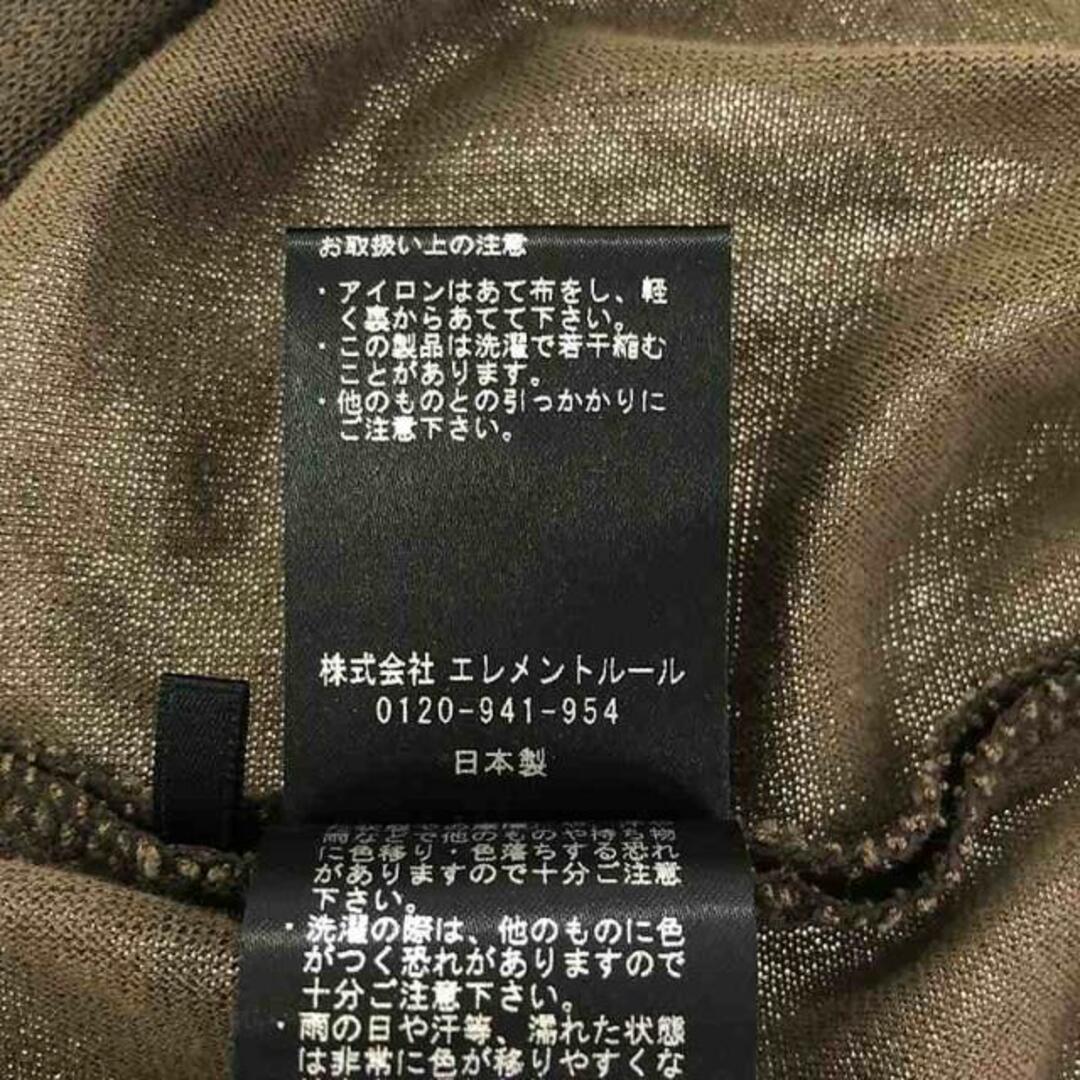 お取扱い上の注意
・アイロンはあて布をし、軽
く裏からあてて下さい。
・この製品は洗濯で若干縮む
ことがあります。
・他のものとの引っかかりに
ご注意下さい。
株式会社 エレメントルール
0120-941-954
日本製
に色移り・色落ちする恐れ
がありますので十分ご注意
下さい。
・洗濯の際は、他のものに色
がつく恐れがありますので
十分ご注意下さい。
・雨の日や汗等、濡れた状態
は非常に色が移りやすくな